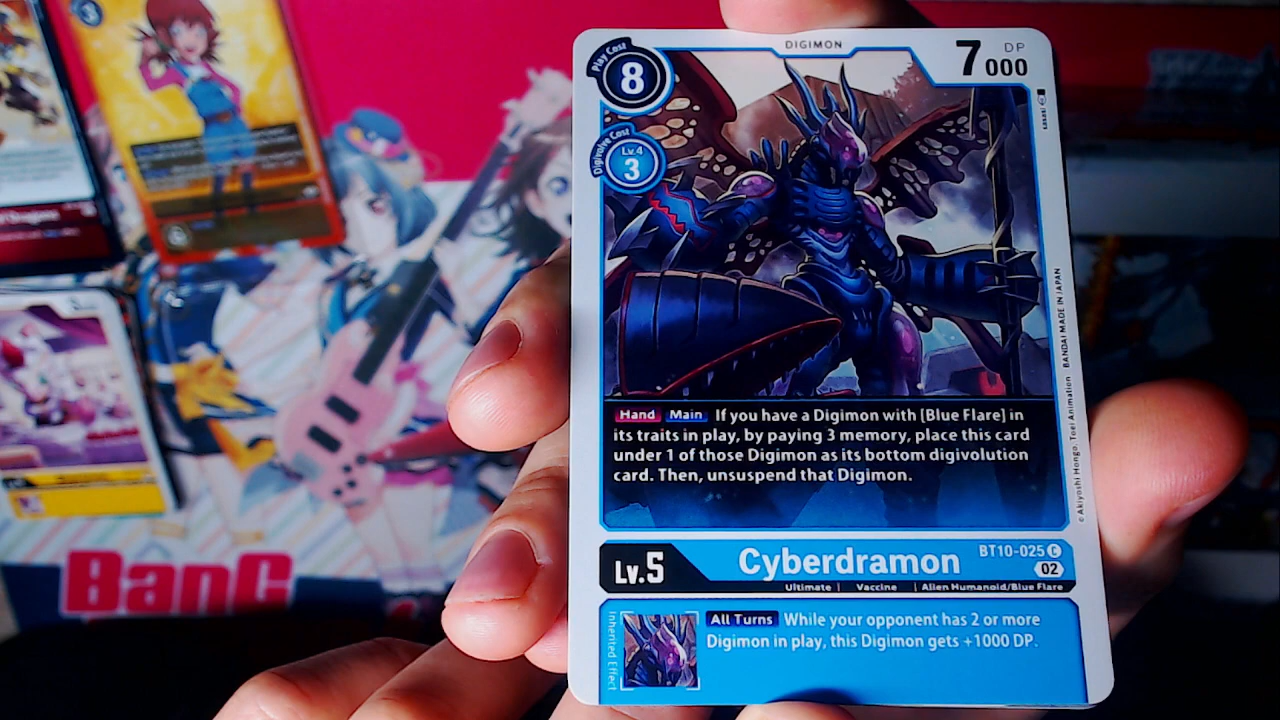 DIGIMON
Play Cost
8
7000
DP
Digivolve Cost
Lv.4
3
Hand Main If you have a Digimon with [Blue Flare] in
its traits in play, by paying 3 memory, place this card
under 1 of those Digimon as its bottom digivolution
card. Then, unsuspend that Digimon.
©Akiyoshi Hongo, Toei Animation BANDAI MADE IN JAPAN
Lv.5
Cyberdramon
BT10-025 C
02
Ultimate | Vaccine | Alien Humanoid/Blue Flare
Inherited Effect
All Turns While your opponent has 2 or more
Digimon in play, this Digimon gets +1000 DP.
3
BanG